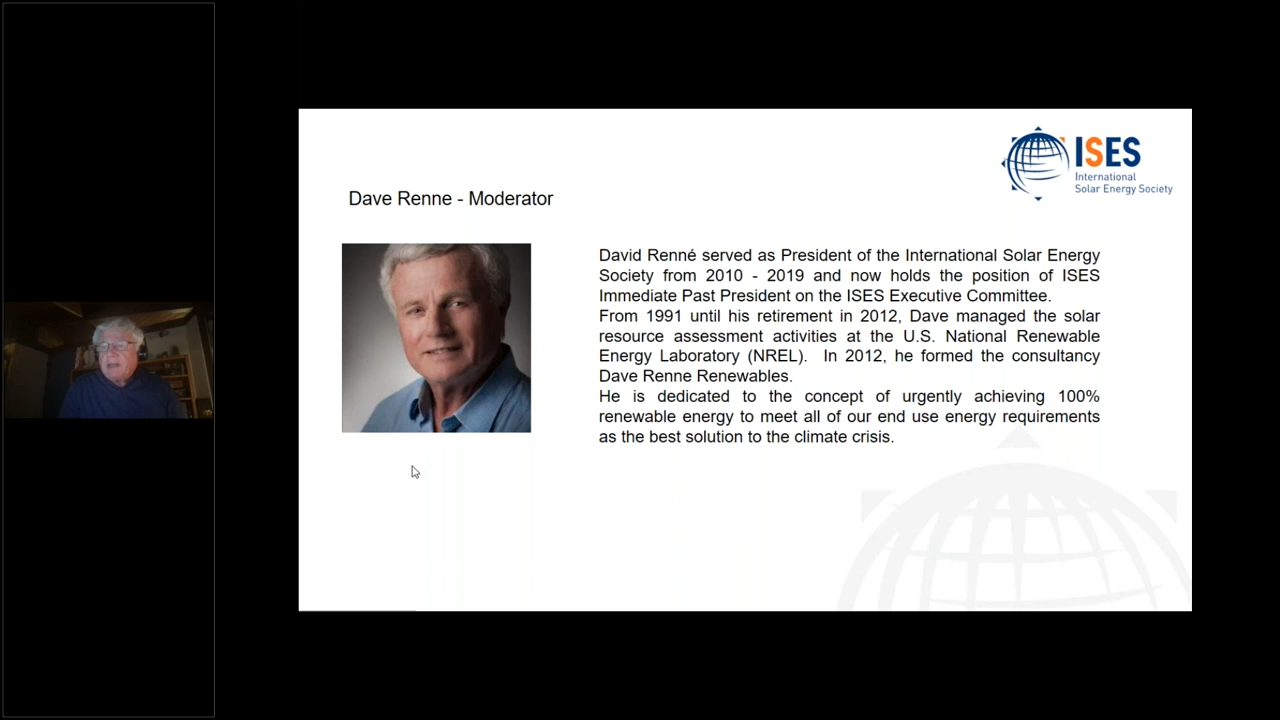 ISES
International
Solar Energy Society
Dave Renne - Moderator
David Renné served as President of the International Solar Energy
Society from 2010 - 2019 and now holds the position of ISES
Immediate Past President on the ISES Executive Committee.
From 1991 until his retirement in 2012, Dave managed the solar
resource assessment activities at the U.S. National Renewable
Energy Laboratory (NREL). In 2012, he formed the consultancy
Dave Renne Renewables.
He is dedicated to the concept of urgently achieving 100%
renewable energy to meet all of our end use energy requirements
as the best solution to the climate crisis.